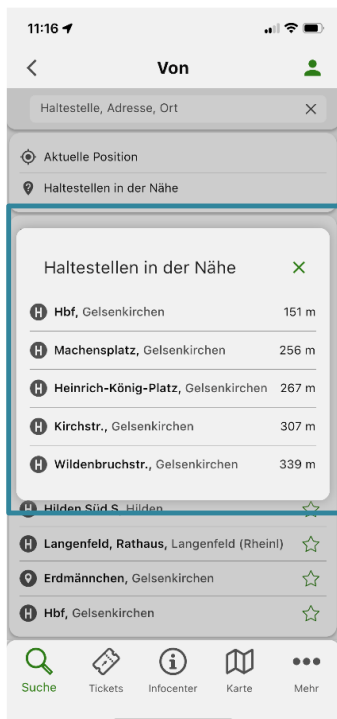 11:16
Von
Haltestelle, Adresse, Ort
Aktuelle Position
Haltestellen in der Nähe
Haltestellen in der Nähe
H Hbf, Gelsenkirchen 151 m
H Machensplatz, Gelsenkirchen 256 m
H Heinrich-König-Platz, Gelsenkirchen 267 m
H Kirchstr., Gelsenkirchen 307 m
H Wildenbruchstr., Gelsenkirchen 339 m
H Hilden Süd S, Hilden
H Langenfeld, Rathaus, Langenfeld (Rheinl)
Erdmännchen, Gelsenkirchen
H Hbf, Gelsenkirchen
Suche Tickets Infocenter Karte Mehr